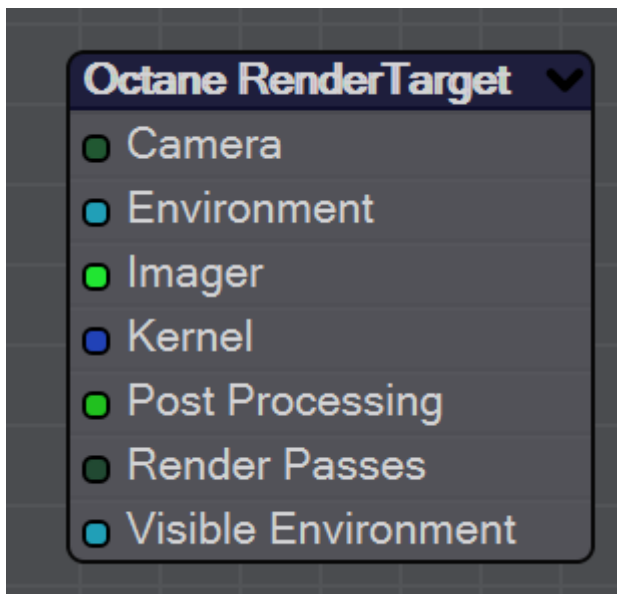 Octane RenderTarget
Camera
Environment
Imager
Kernel
Post Processing
Render Passes
Visible Environment